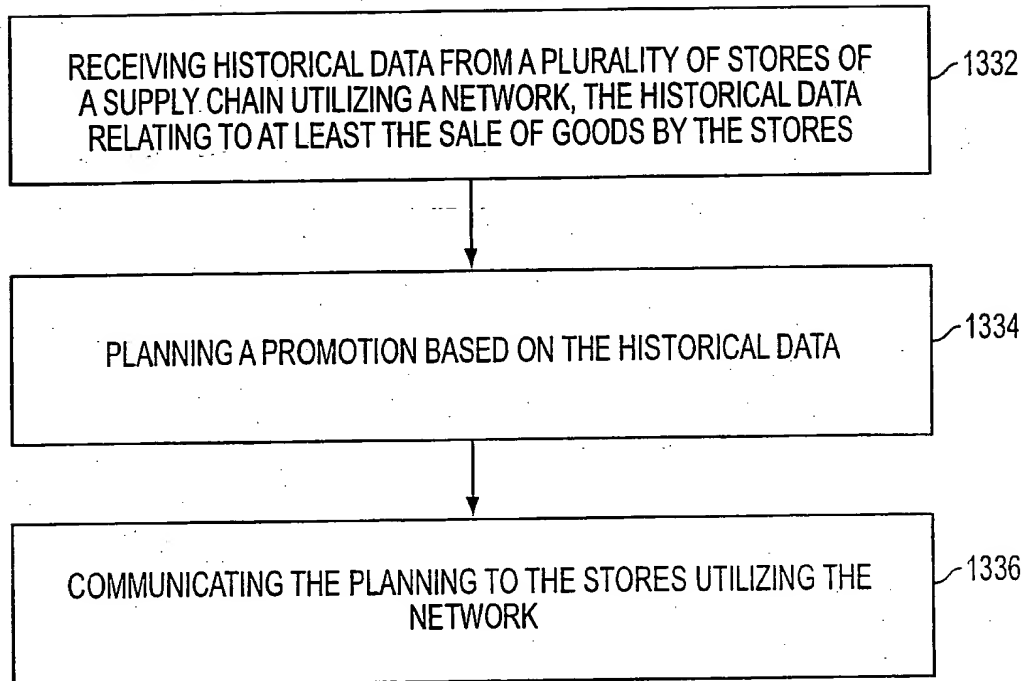 RECEIVING HISTORICAL DATA FROM A PLURALITY OF STORES OF
A SUPPLY CHAIN UTILIZING A NETWORK, THE HISTORICAL DATA
RELATING TO AT LEAST THE SALE OF GOODS BY THE STORES
1332
PLANNING A PROMOTION BASED ON THE HISTORICAL DATA
1334
COMMUNICATING THE PLANNING TO THE STORES UTILIZING THE
NETWORK
1336